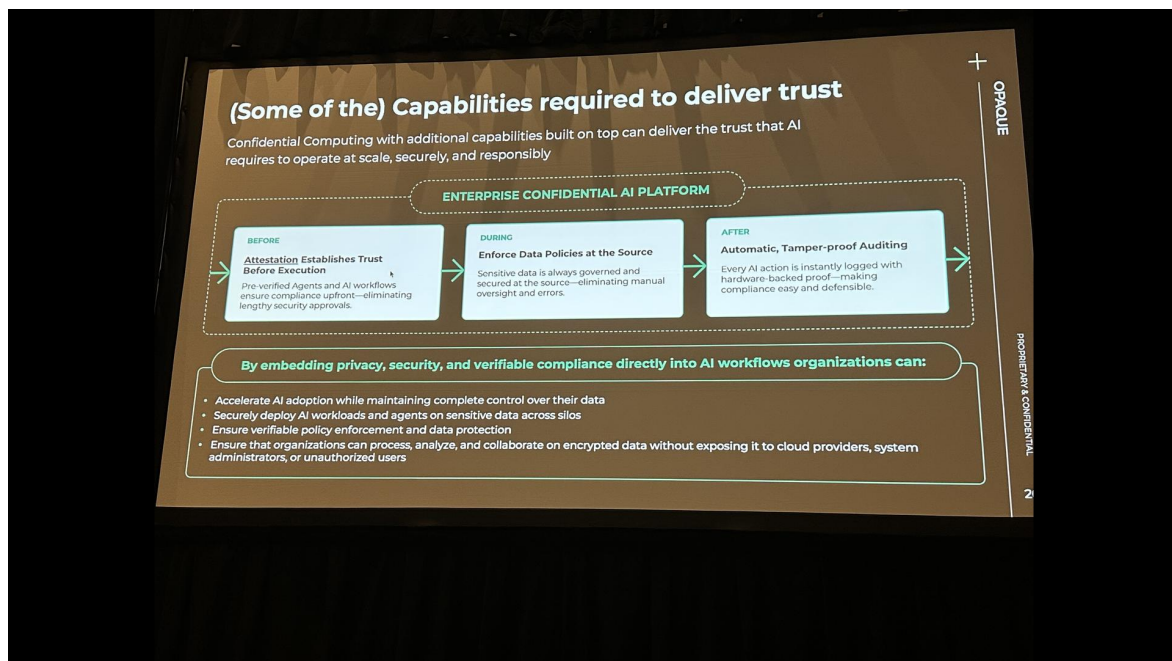 (Some of the) Capabilities required to deliver trust
Confidential Computing with additional capabilities built on top can deliver the trust that AI
requires to operate at scale, securely, and responsibly
ENTERPRISE CONFIDENTIAL AI PLATFORM
BEFORE
Attestation Establishes Trust
Before Execution
Pre-verified Agents and AI workflows
ensure compliance upfront—eliminating
lengthy security approvals.
DURING
Enforce Data Policies at the Source
Sensitive data is always governed and
secured at the source—eliminating manual
oversight and errors.
AFTER
Automatic, Tamper-proof Auditing
Every AI action is instantly logged with
hardware-backed proof—making
compliance easy and defensible.
By embedding privacy, security, and verifiable compliance directly into AI workflows organizations can:
• Accelerate AI adoption while maintaining complete control over their data
• Securely deploy AI workloads and agents on sensitive data across silos
• Ensure verifiable policy enforcement and data protection
• Ensure that organizations can process, analyze, and collaborate on encrypted data without exposing it to cloud providers, system
administrators, or unauthorized users
OPAQUE
PROPRIETARY & CONFIDENTIAL